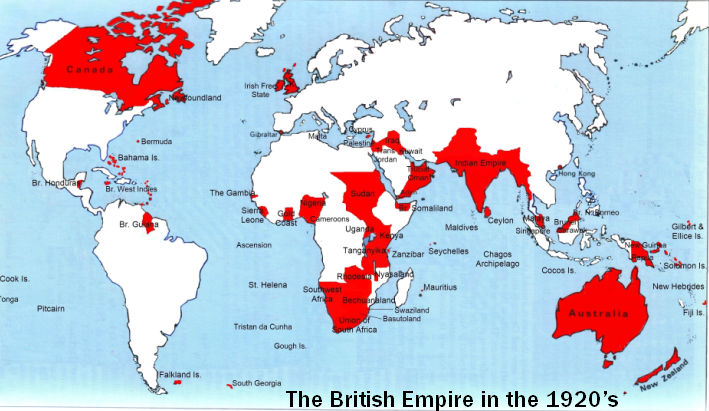 Canada
Newfoundland
Irish Free
State
Bermuda
Bahama Is.
Br. Honduras
Br. West Indies
Br. Guiana
Gibraltar
Malta
Cyprus
Palestine
Trans
Jordan
Iraq
Kuwait
Trucial
Oman
Aden
Indian Empire
Hong Kong
The Gambia
Sierra
Leone
Gold
Coast
Nigeria
Cameroons
Sudan
Br. Somaliland
Uganda
Kenya
Tanganyika
Zanzibar
Maldives
Ceylon
Malaya
Singapore
Brunei
Sarawak
Br. N. Borneo
Gilbert &
Ellice Is.
New Guinea
Papua
Solomon Is.
Ascension
Seychelles
Chagos
Archipelago
Cocos Is.
New Hebrides
Fiji Is.
Cook Is.
Tonga
Pitcairn
St. Helena
Rhodesia
Nyasaland
Mauritius
Southwest
Africa
Bechuanaland
Swaziland
Basutoland
Union of
South Africa
Australia
Tristan da Cunha
Gough Is.
Falkland Is.
South Georgia
New Zealand
The British Empire in the 1920's